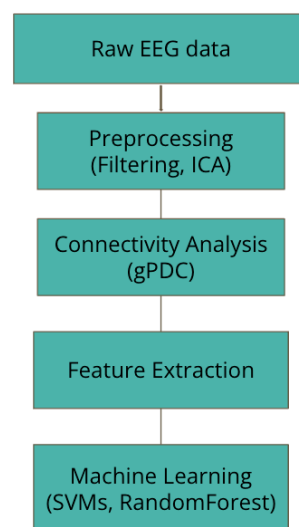 Raw EEG data
Preprocessing
(Filtering, ICA)
Connectivity Analysis
(gPDC)
Feature Extraction
Machine Learning
(SVMs, RandomForest)